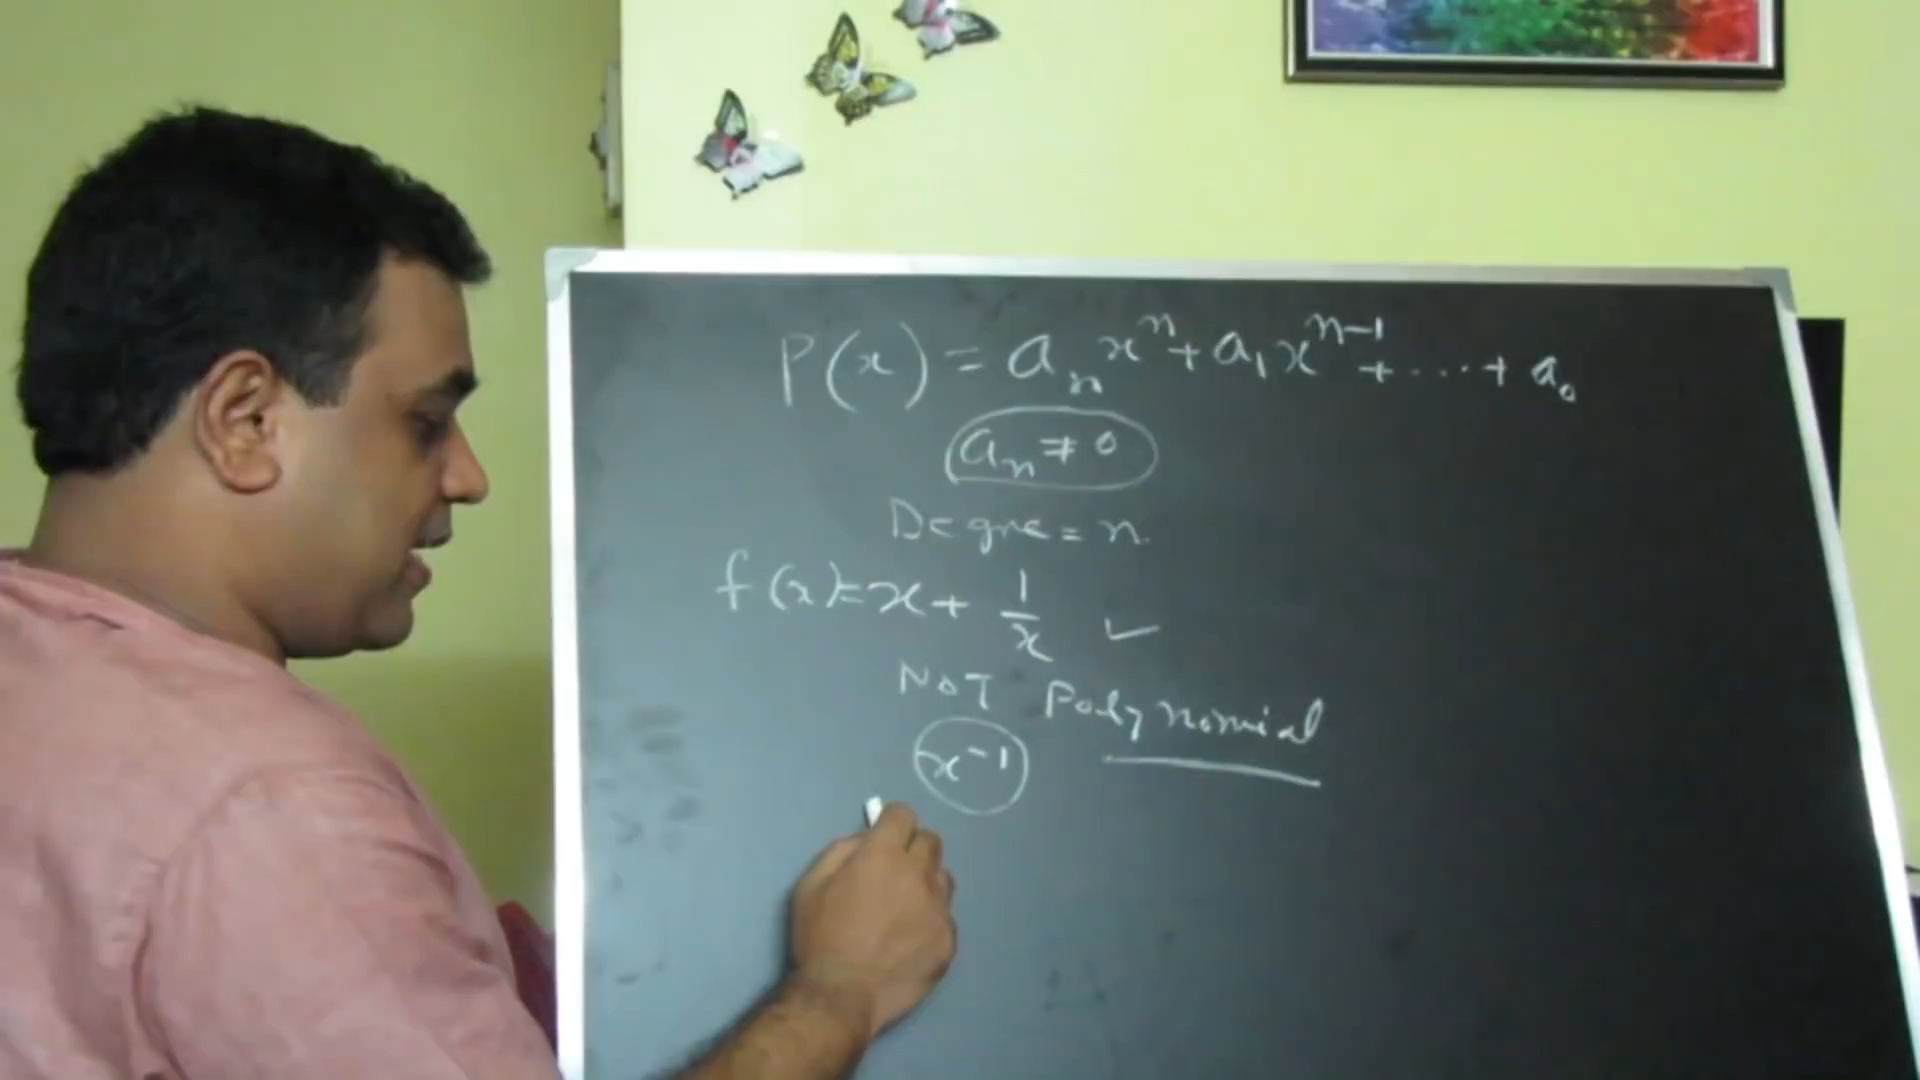 P(x) = aₙxⁿ + a₁xⁿ⁻¹ + ... + a₀
aₙ ≠ 0
Degree = n.
f(x) = x + 1/x ✓
NOT Polynomial
x⁻¹